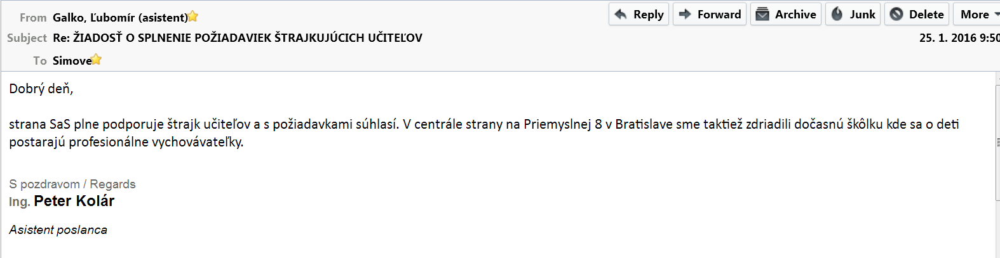 From Galko, Ľubomír (asistent)
Reply Forward Archive Junk Delete More
Subject Re: ŽIADOSŤ O SPLNENIE POŽIADAVIEK ŠTRAJKUJÚCICH UČITEĽOV 25. 1. 2016 9:50
To Simove
Dobrý deň,
strana SaS plne podporuje štrajk učiteľov a s požiadavkami súhlasí. V centrále strany na Priemyslnej 8 v Bratislave sme taktiež zdriadili dočasnú škôlku kde sa o deti
postarajú profesionálne vychovávateľky.
S pozdravom / Regards
Ing. Peter Kolár
Asistent poslanca